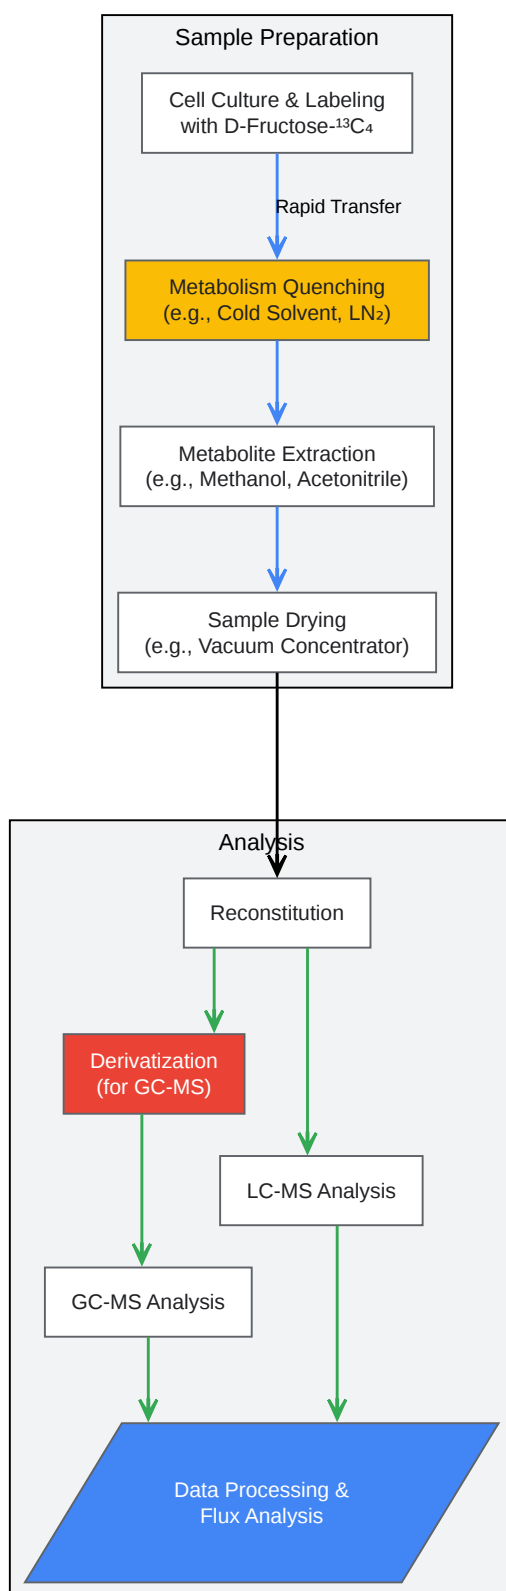 Sample Preparation
Cell Culture & Labeling
with D-Fructose-¹³C₄
Rapid Transfer
Metabolism Quenching
(e.g., Cold Solvent, LN₂)
Metabolite Extraction
(e.g., Methanol, Acetonitrile)
Sample Drying
(e.g., Vacuum Concentrator)
Analysis
Reconstitution
Derivatization
(for GC-MS)
LC-MS Analysis
GC-MS Analysis
Data Processing &
Flux Analysis